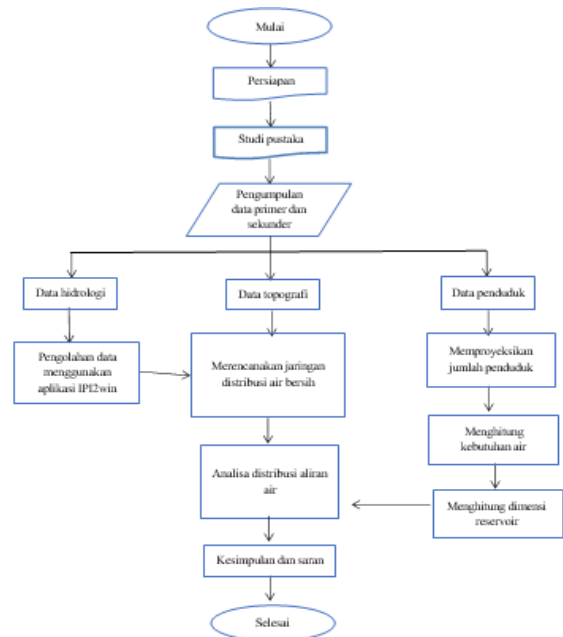 Mulai
Persiapan
Studi pustaka
Pengumpulan
data primer dan
sekunder
Data hidrologi
Data topografi
Data penduduk
Pengolahan data
menggunakan
aplikasi IPI2win
Merencanakan jaringan
distribusi air bersih
Memproyeksikan
jumlah penduduk
Menghitung
kebutuhan air
Analisa distribusi aliran
air
Menghitung dimensi
reservoir
Kesimpulan dan saran
Selesai